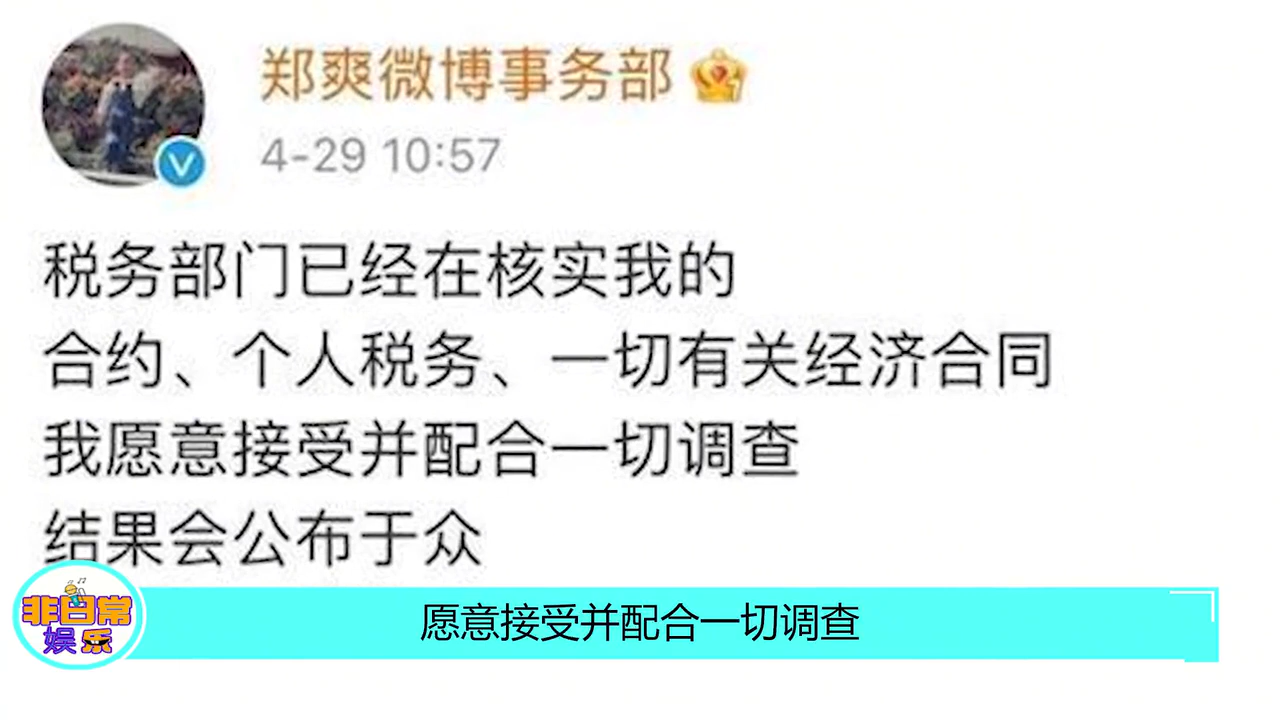 郑爽微博事务部
4-29 10:57
税务部门已经在核实我的
合约、个人税务、一切有关经济合同
我愿意接受并配合一切调查
结果会公布于众
非日常
娱乐
愿意接受并配合一切调查